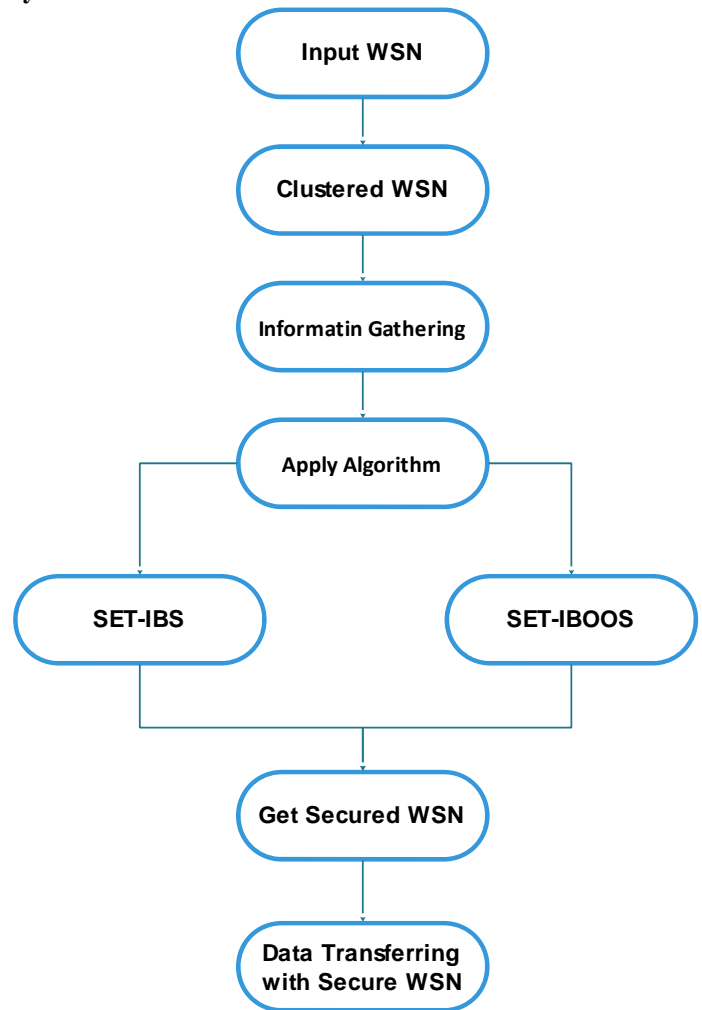 y
Input WSN
Clustered WSN
Informatin Gathering
Apply Algorithm
SET-IBS
SET-IBOOS
Get Secured WSN
Data Transferring
with Secure WSN